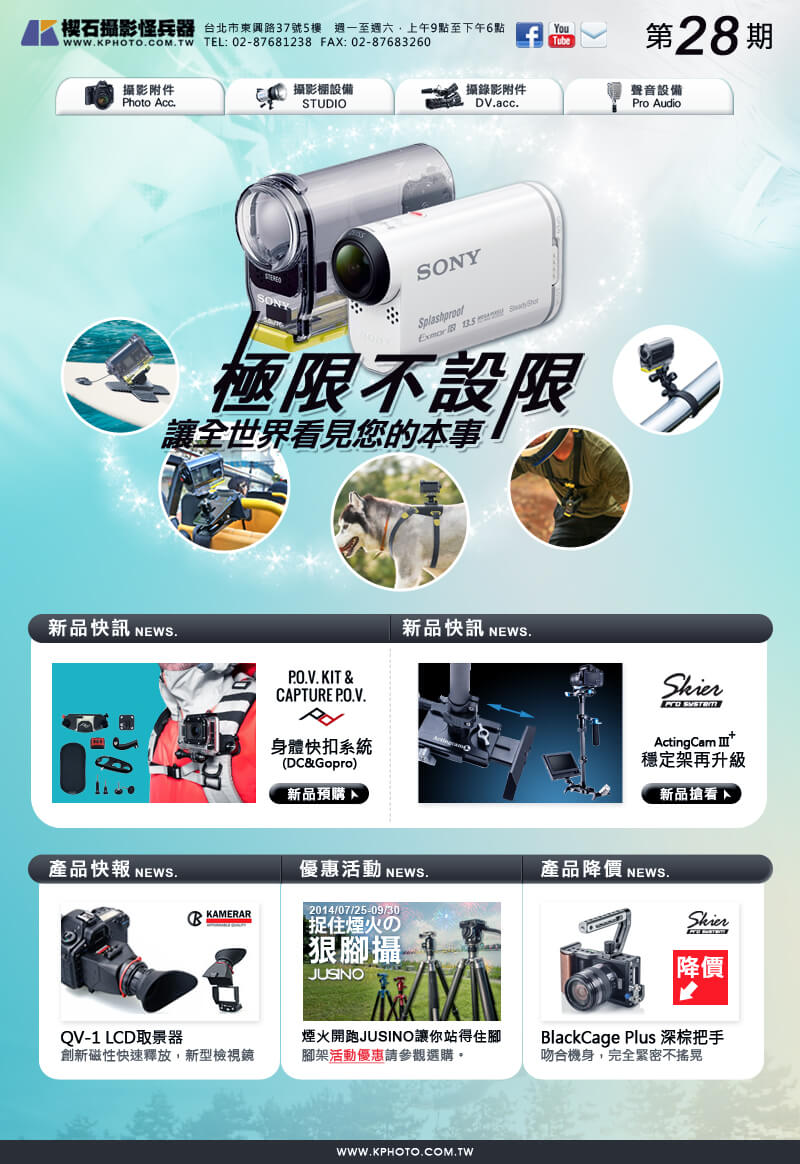 楔石攝影怪兵器
WWW.KPHOTO.COM.TW
台北市東興路37號5樓 週一至週六，上午9點至下午6點
TEL: 02-87681238 FAX: 02-87683260
You Tube
第28期
攝影附件
Photo Acc.
攝影棚設備
STUDIO
攝錄影附件
DV.acc.
聲音設備
Pro Audio
STEREO
SONY
SONY
Splashproof
Exmor R 13.5 MEGA PIXELS SteadyShot
極限不設限
讓全世界看見您的本事
新品快訊 NEWS.
新品快訊 NEWS.
P.O.V. KIT &
CAPTURE P.O.V.
身體快扣系統
(DC&Gopro)
新品預購
ActingCam
Skier
PRO SYSTEM
ActingCam III+
穩定架再升級
新品搶看
產品快報 NEWS.
優惠活動 NEWS.
產品降價 NEWS.
KAMERAR
AFFORDABLE QUALITY
QV-1 LCD取景器
創新磁性快速釋放，新型檢視鏡
2014/07/25-09/30
捉住煙火の
狠腳攝
JUSINO
煙火開跑JUSINO讓你站得住腳
腳架活動優惠請參觀選購。
Skier
PRO SYSTEM
降價
BlackCage Plus 深棕把手
吻合機身，完全緊密不搖晃
WWW.KPHOTO.COM.TW